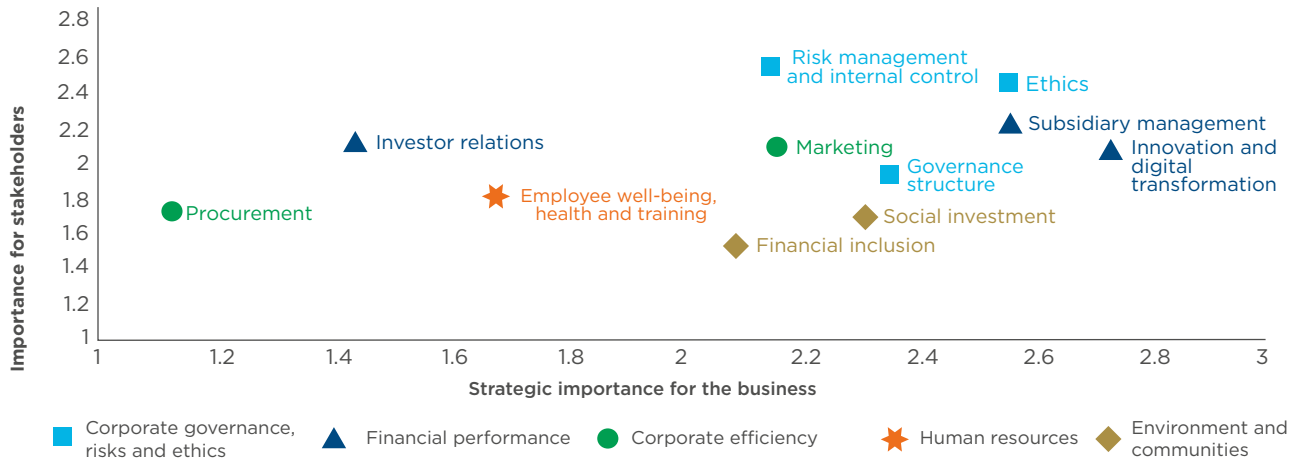 Importance for stakeholders
2.8
2.6
2.4
2.2
2
1.8
1.6
1.4
1.2
1
Risk management
and internal control
Ethics
Subsidiary management
Investor relations
Marketing
Innovation and
digital
transformation
Governance
structure
Employee well-being,
health and training
Procurement
Social investment
Financial inclusion
1
1.2
1.4
1.6
1.8
2
2.2
2.4
2.6
2.8
3
Strategic importance for the business
Corporate governance,
risks and ethics
Financial performance
Corporate efficiency
Human resources
Environment and
communities